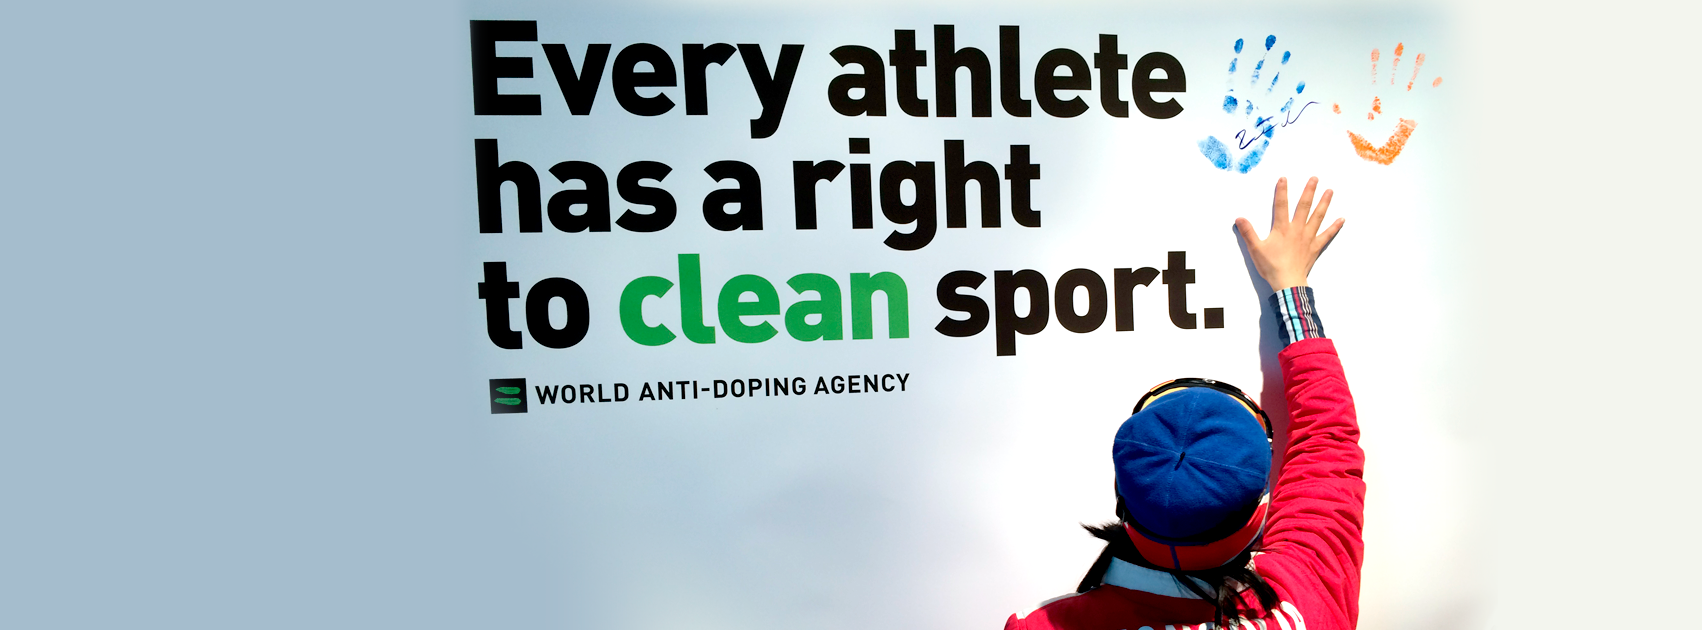 Every athlete
has a right
to clean sport.
WORLD ANTI-DOPING AGENCY